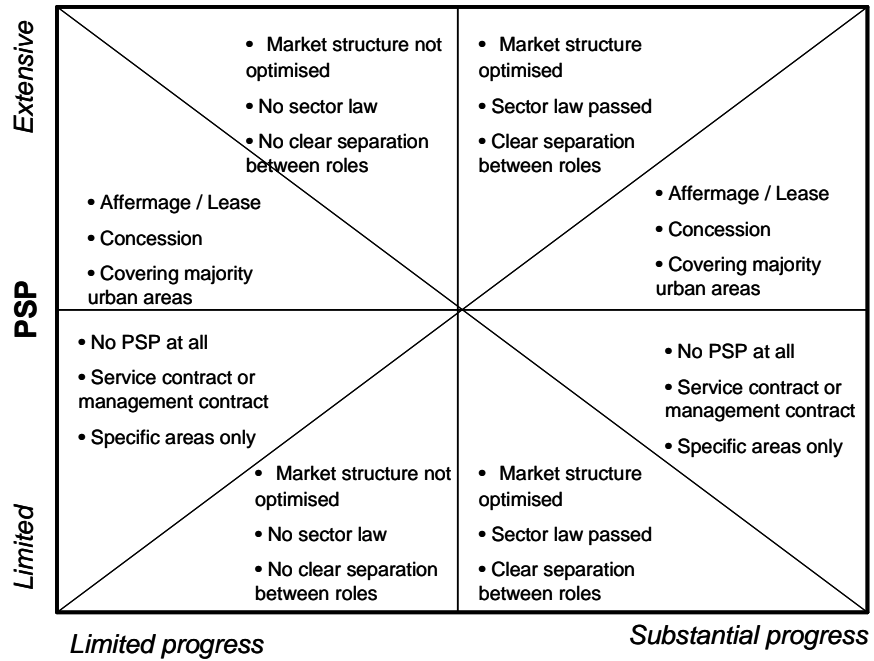 Extensive
• Market structure not
optimised
• No sector law
• No clear separation
between roles
• Market structure
optimised
• Sector law passed
• Clear separation
between roles
• Affermage / Lease
• Concession
• Covering majority
urban areas
• Affermage / Lease
• Concession
• Covering majority
urban areas
PSP
• No PSP at all
• Service contract or
management contract
• Specific areas only
• No PSP at all
• Service contract or
management contract
• Specific areas only
Limited
• Market structure not
optimised
• No sector law
• No clear separation
between roles
• Market structure
optimised
• Sector law passed
• Clear separation
between roles
Limited progress
Substantial progress